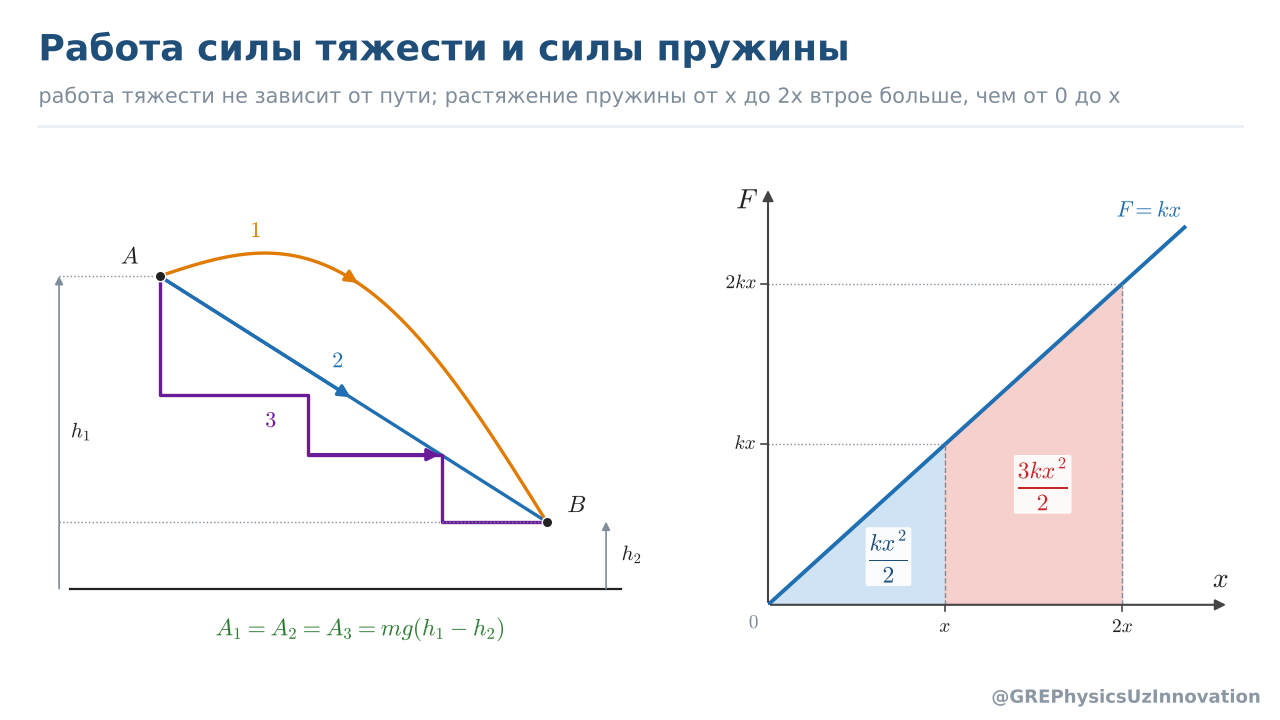 Работа силы тяжести и силы пружины
работа тяжести не зависит от пути; растяжение пружины от x до 2x втрое больше, чем от 0 до x
A
1
2
3
B
h₁
h₂
A₁ = A₂ = A₃ = mg(h₁ − h₂)
F
F = kx
2kx
kx
kx²/2
3kx²/2
x
0
x
2x
@GREPhysicsUzInnovation